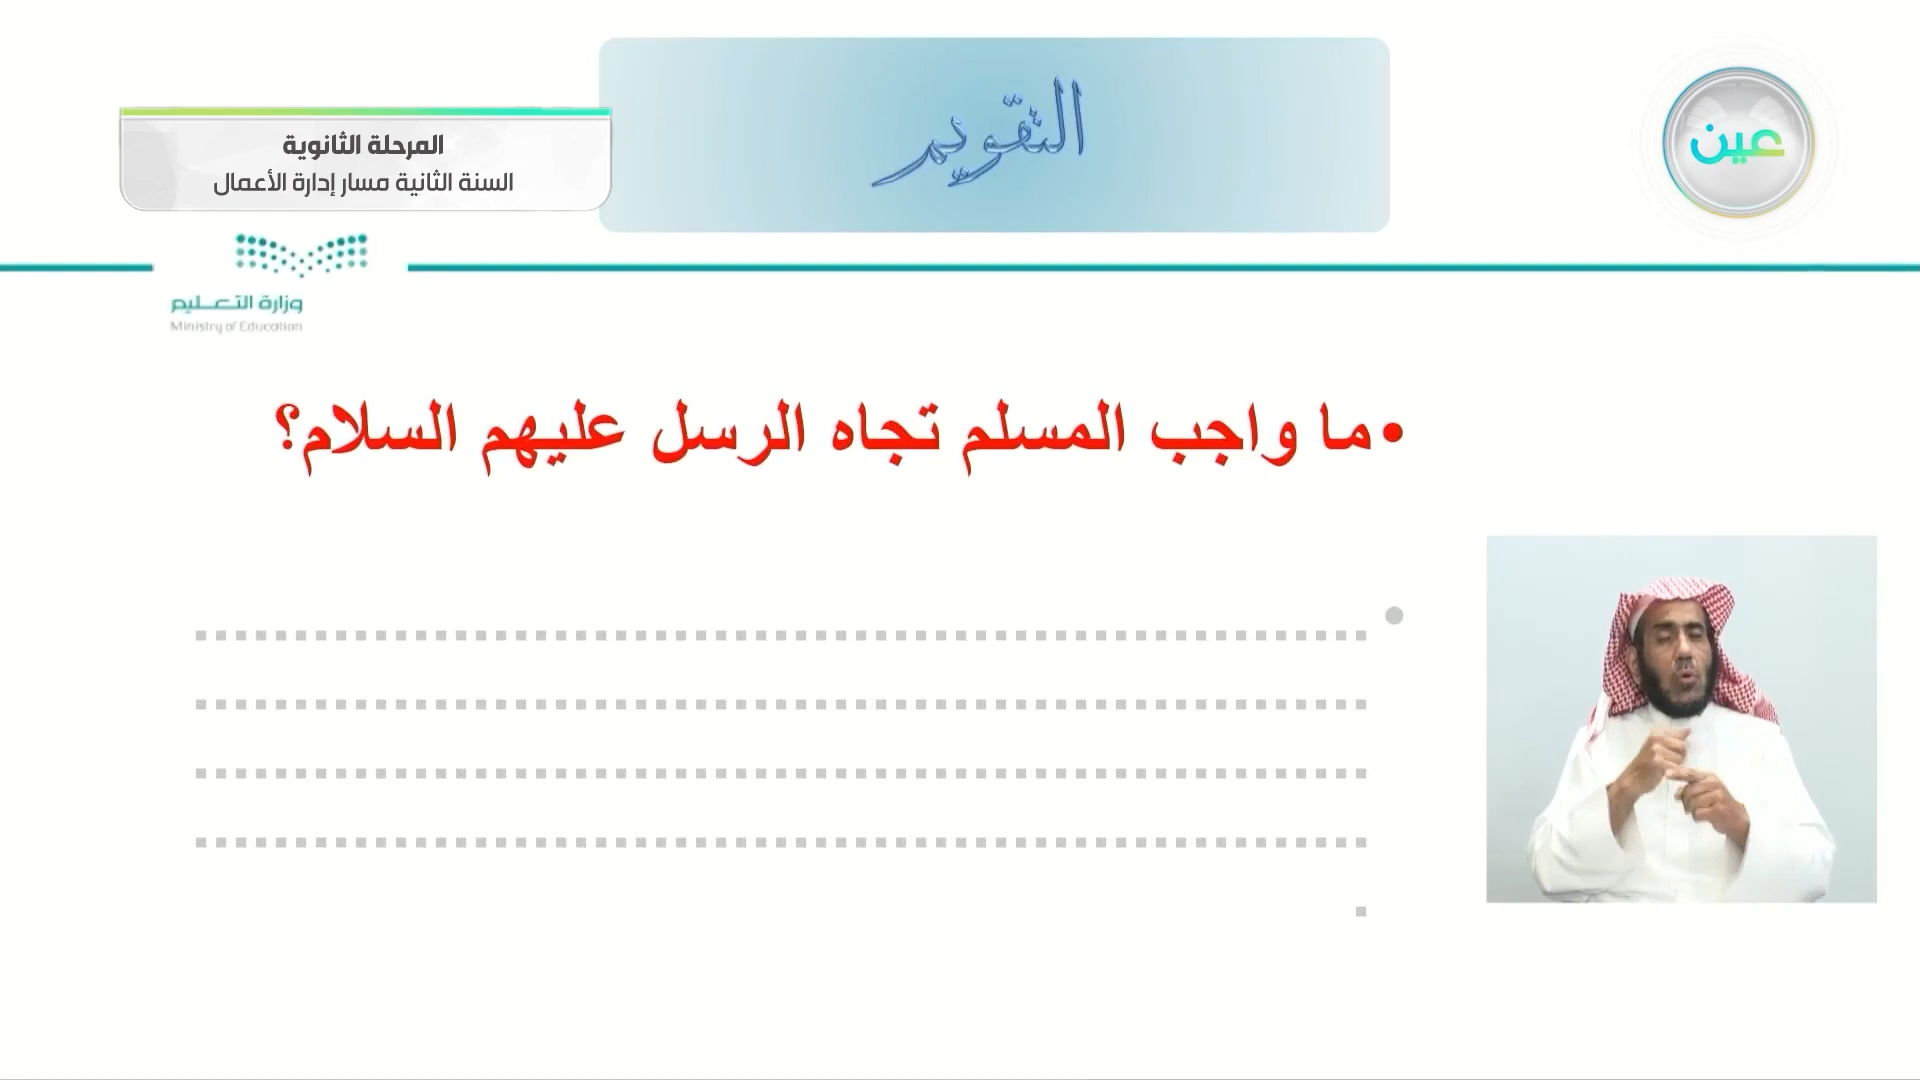 التقويم
المرحلة الثانوية
السنة الثانية مسار إدارة الأعمال
عين
وزارة التعليم
Ministry of Education
•ما واجب المسلم تجاه الرسل عليهم السلام؟